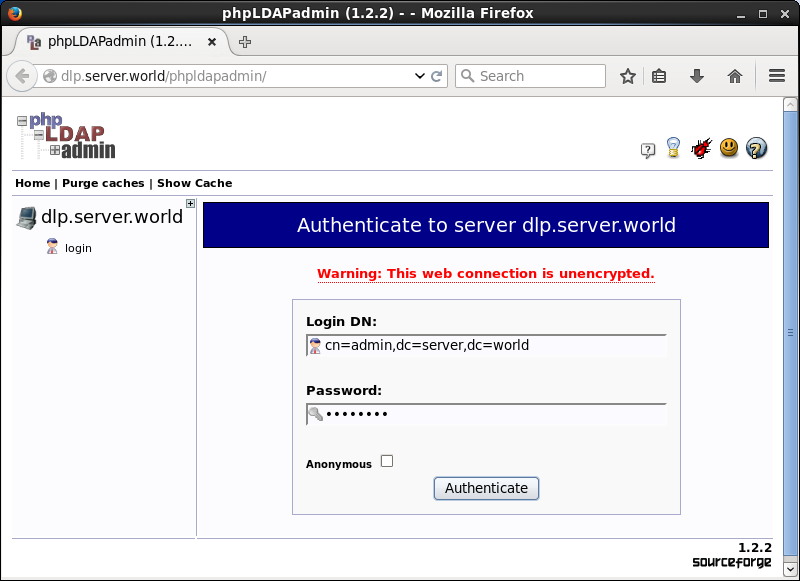 phpLDAPadmin (1.2.2) - - Mozilla Firefox
phpLDAPadmin (1.2....
dlp.server.world/phpldapadmin/
Search
php
LDAP
admin
Home | Purge caches | Show Cache
dlp.server.world
login
Authenticate to server dlp.server.world
Warning: This web connection is unencrypted.
Login DN:
cn=admin,dc=server,dc=world
Password:
••••••••
Anonymous
Authenticate
1.2.2
sourceforge